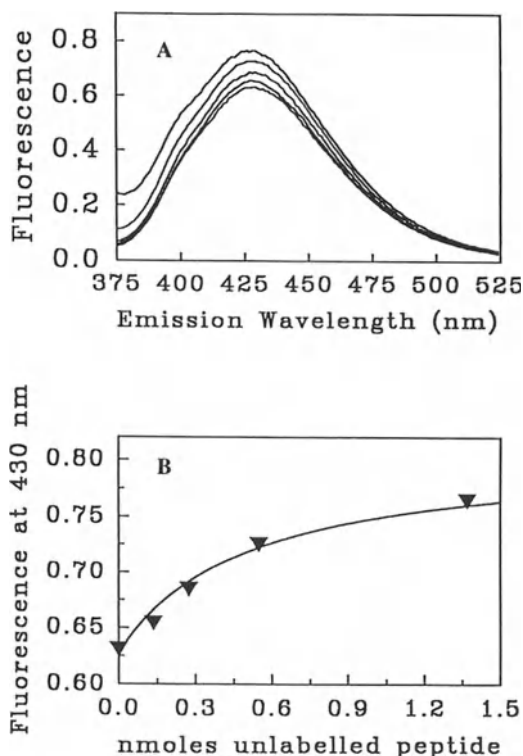 A
Fluorescence
0.8
0.6
0.4
0.2
0.0
375 400 425 450 475 500 525
Emission Wavelength (nm)
B
Fluorescence at 430 nm
0.80
0.75
0.70
0.65
0.60
0.0 0.3 0.6 0.9 1.2 1.5
nmoles unlabelled peptide